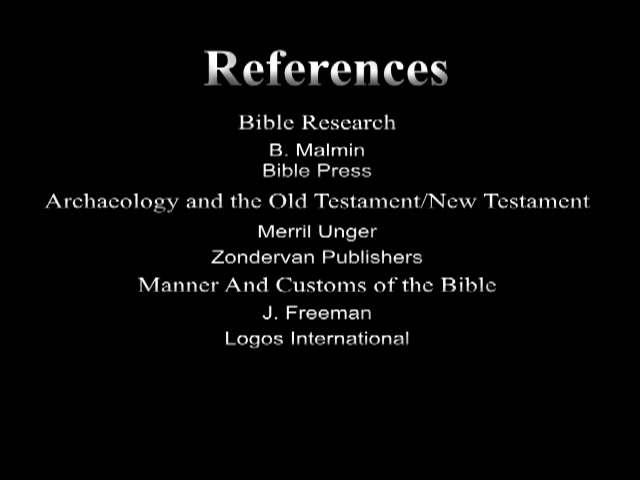 References
Bible Research
B. Malmin
Bible Press
Archaeology and the Old Testament/New Testament
Merril Unger
Zondervan Publishers
Manner And Customs of the Bible
J. Freeman
Logos International